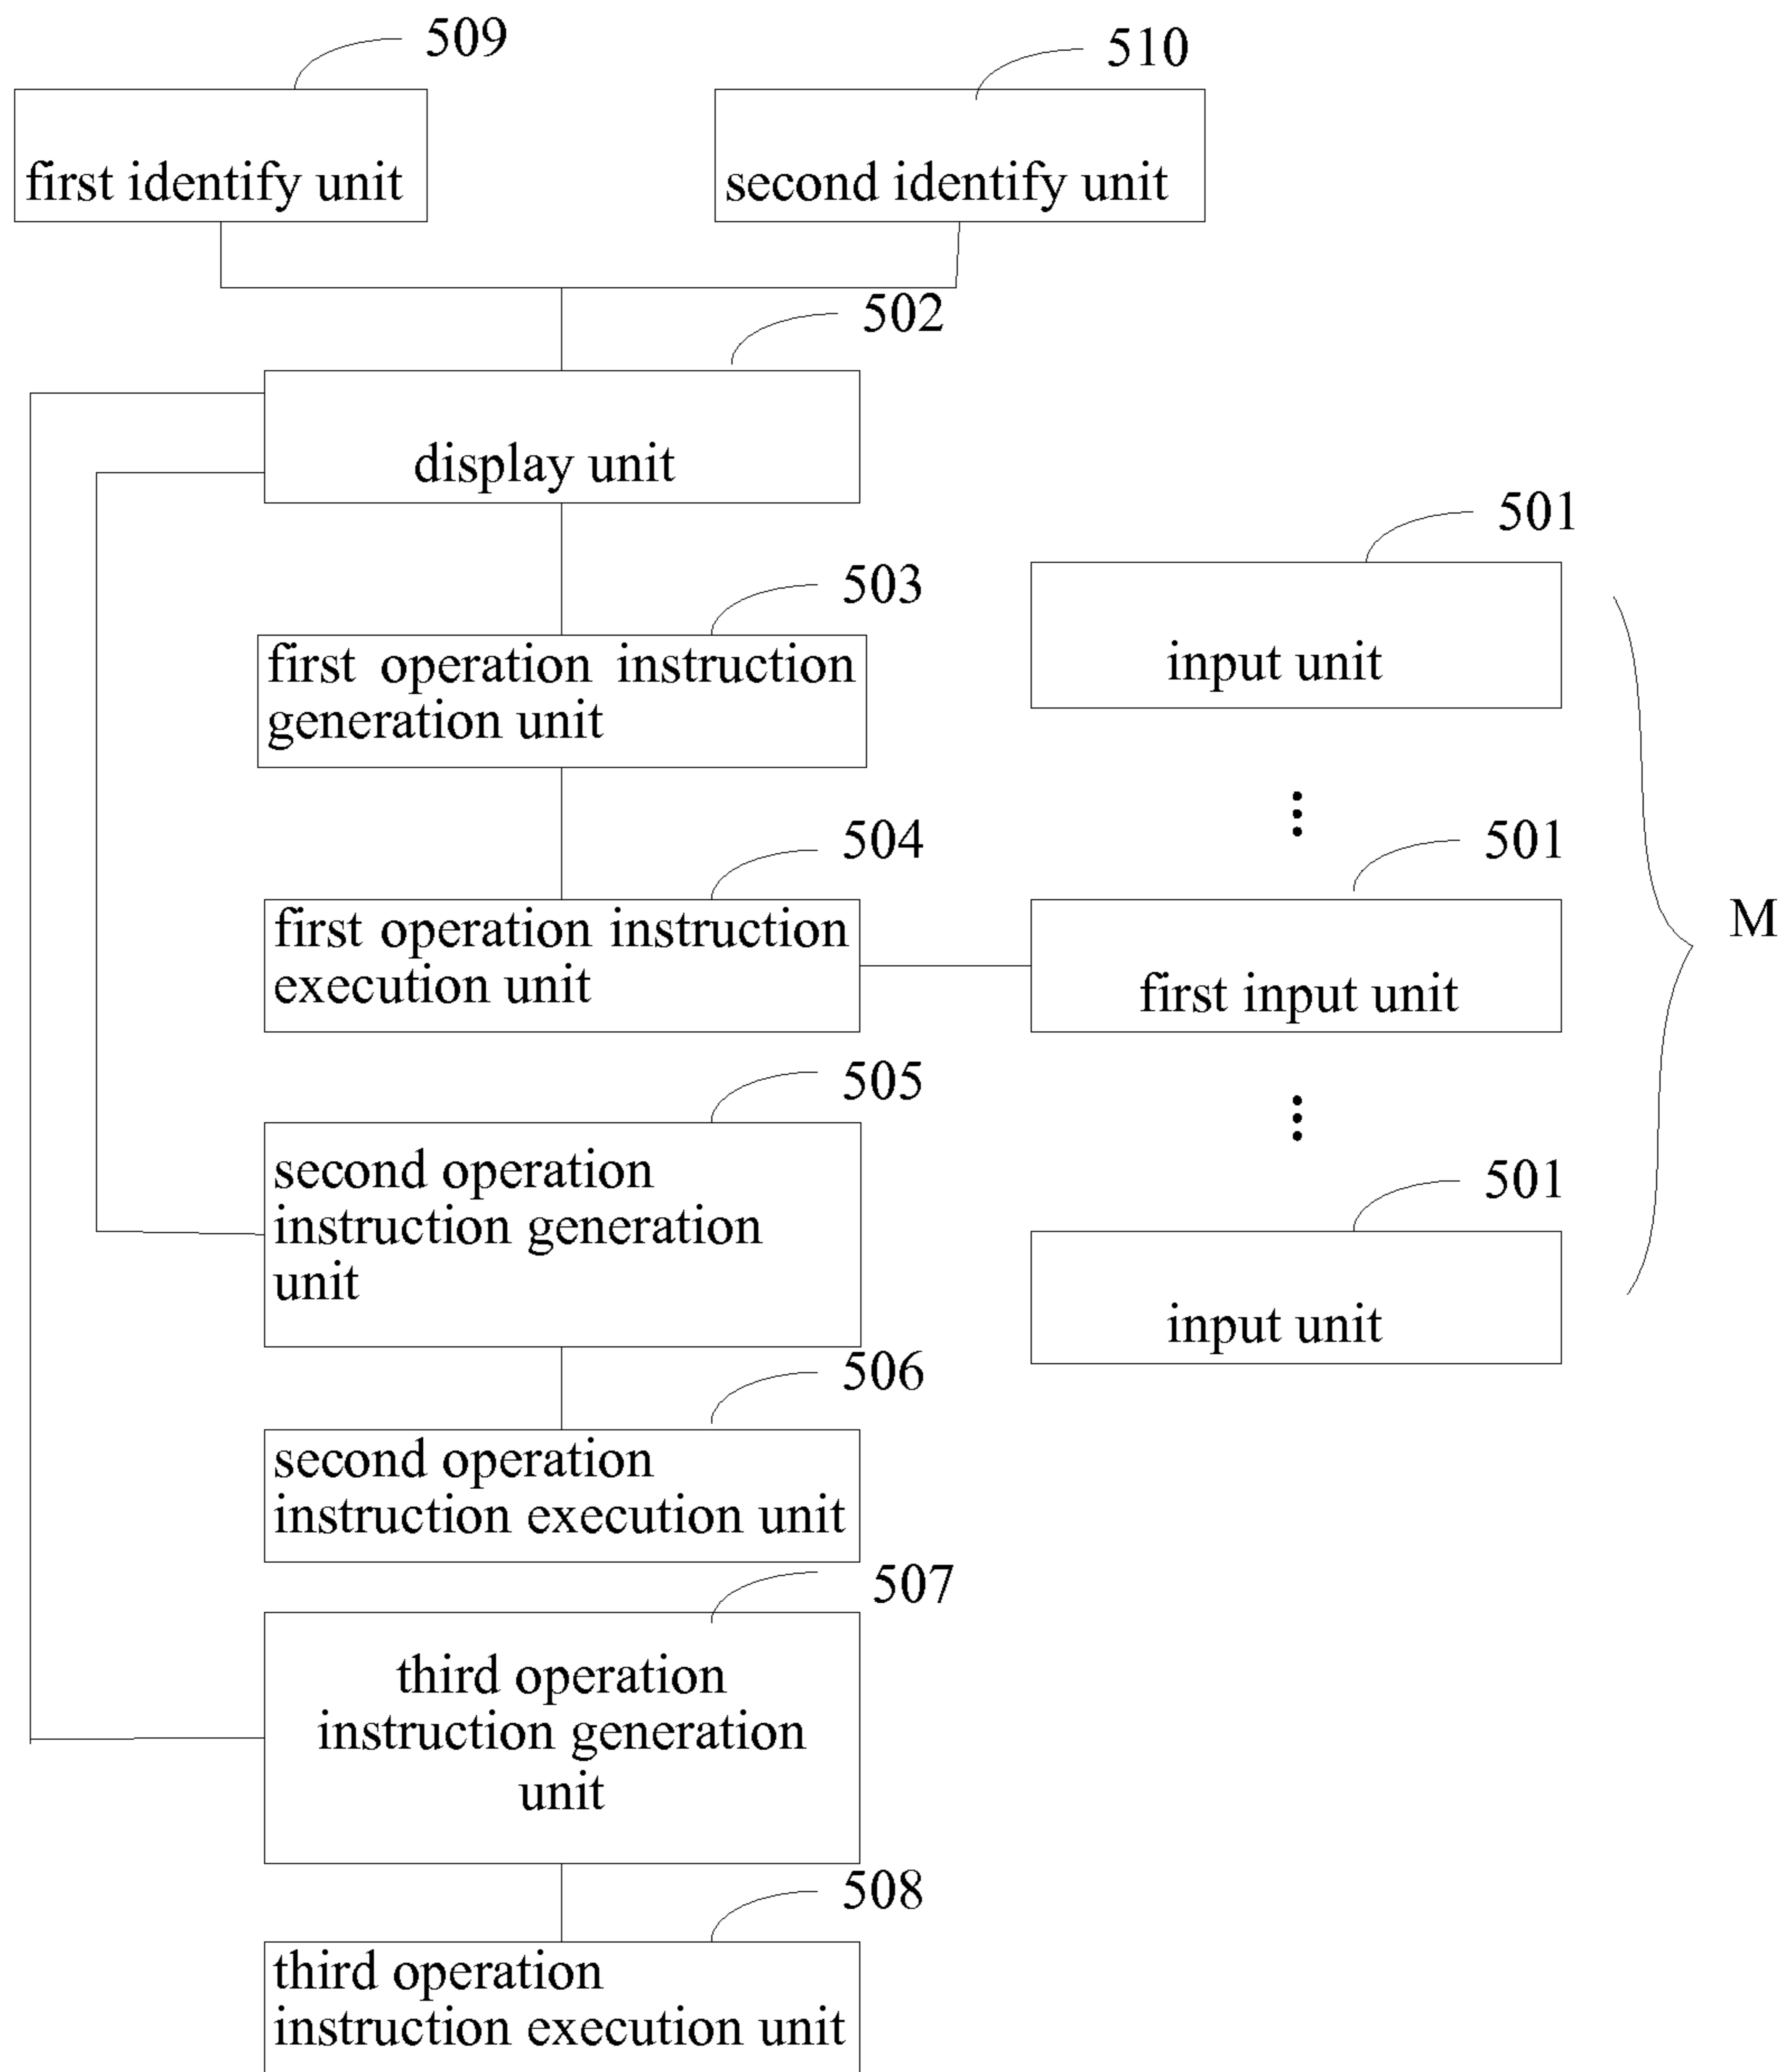 509
510
first identify unit
second identify unit
502
display unit
501
503
input unit
first operation instruction
generation unit
504
501
M
first operation instruction
execution unit
first input unit
505
501
second operation
instruction generation
unit
input unit
506
second operation
instruction execution unit
507
third operation
instruction generation
unit
508
third operation
instruction execution unit